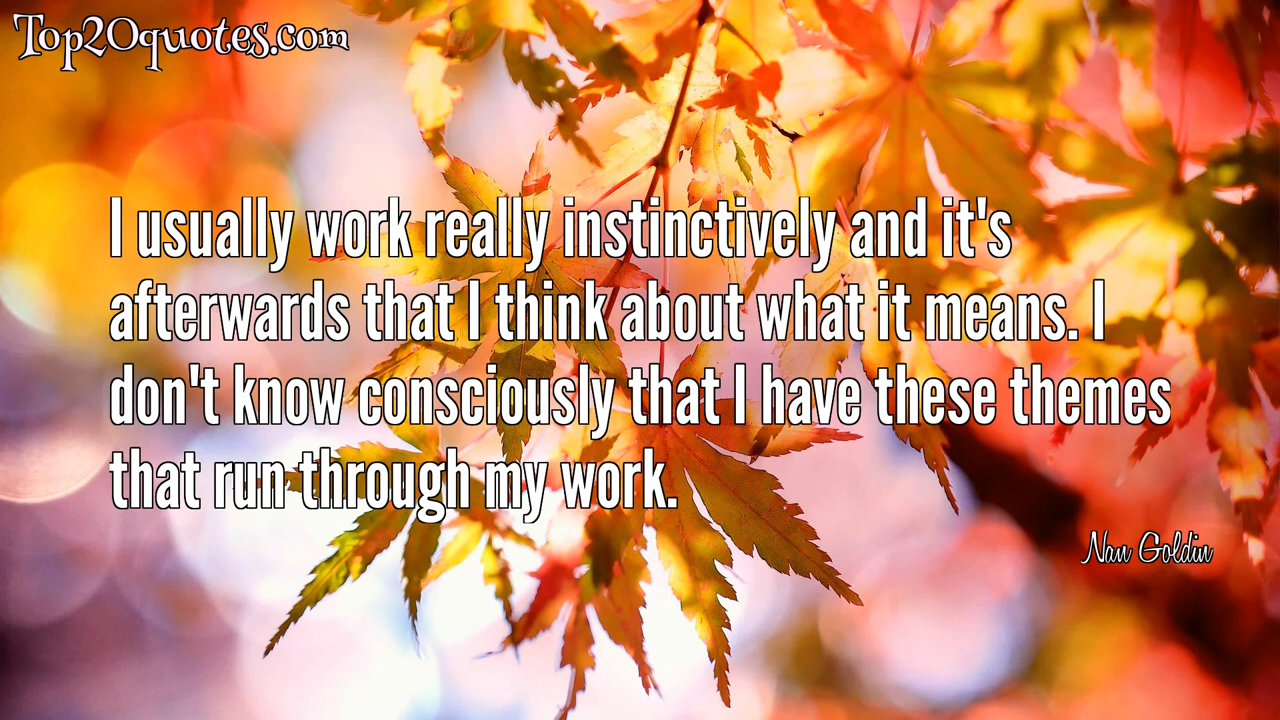 Top20quotes.com
I usually work really instinctively and it's
afterwards that I think about what it means. I
don't know consciously that I have these themes
that run through my work.
Nan Goldin